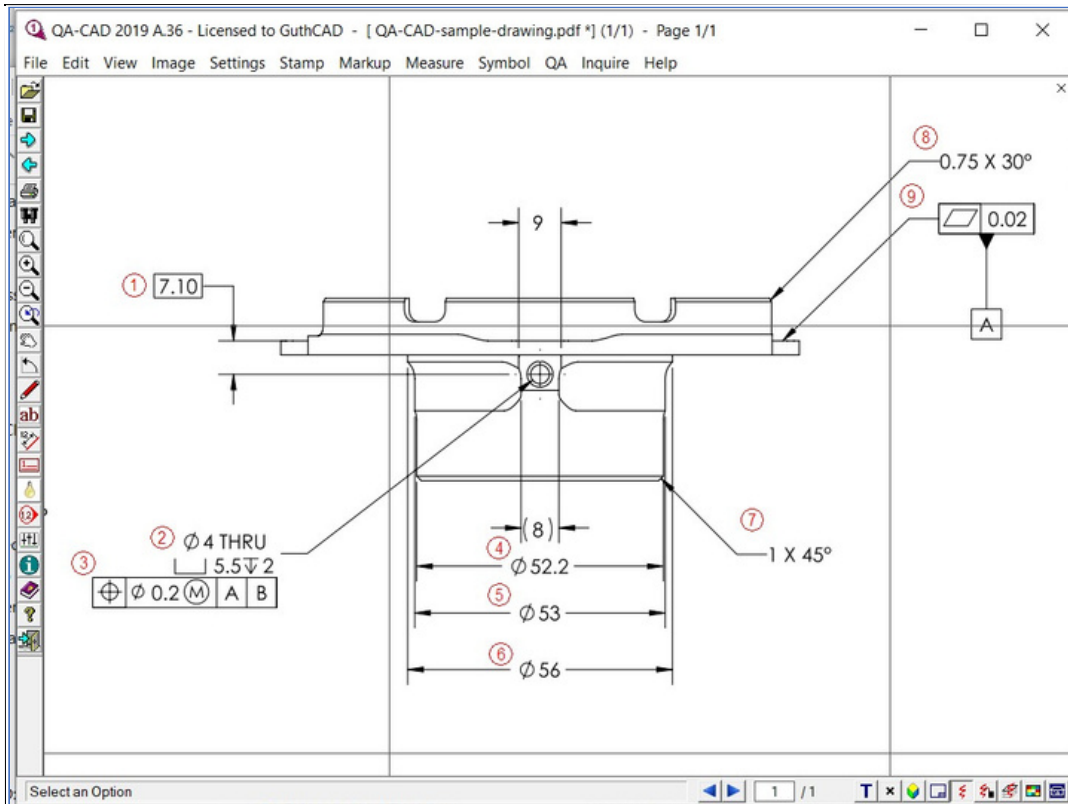 QA-CAD 2019 A.36 - Licensed to GuthCAD - [ QA-CAD-sample-drawing.pdf *] (1/1) - Page 1/1
File Edit View Image Settings Stamp Markup Measure Symbol QA Inquire Help
8
0.75 X 30°
9
0.02
9
1 7.10
A
ab
1.2
2 Ø 4 THRU
5.5 ↧ 2
3
⌖ Ø 0.2 Ⓜ A B
(8)
7
1 X 45°
4
Ø 52.2
5
Ø 53
6
Ø 56
Select an Option
1 /1
T